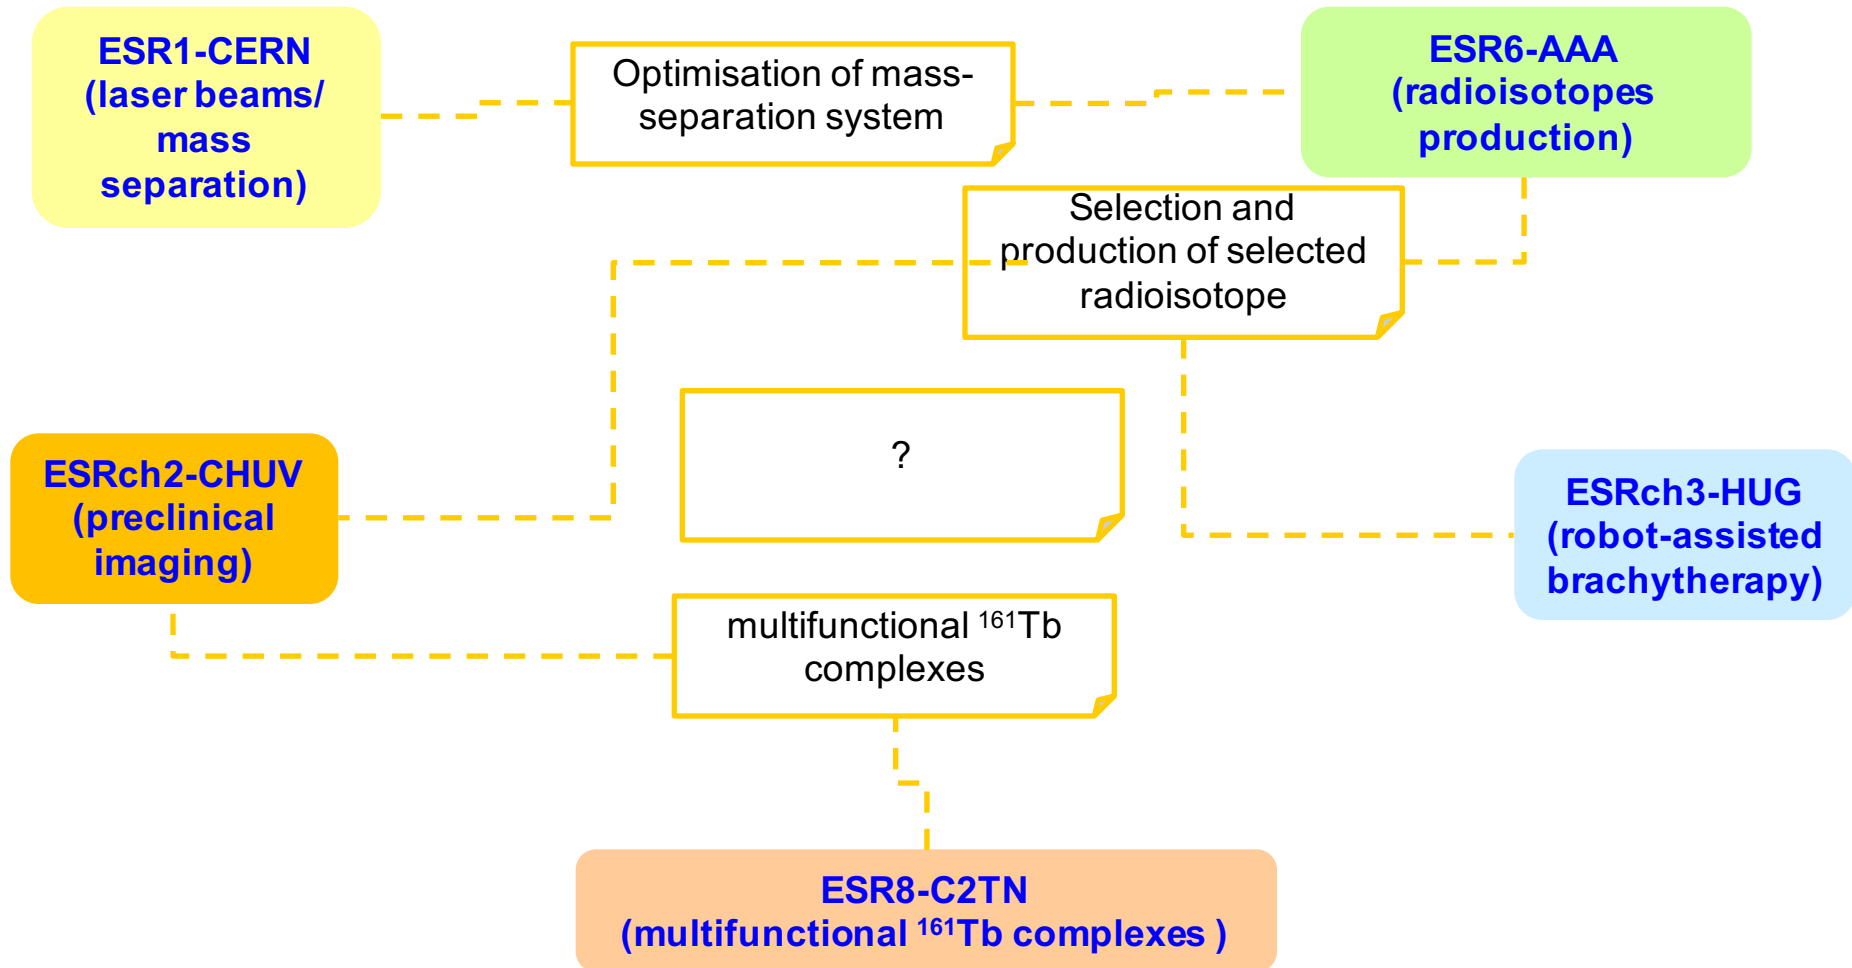 ESR1-CERN
(laser beams/
mass
separation)
Optimisation of mass-
separation system
ESR6-AAA
(radioisotopes
production)
Selection and
production of selected
radioisotope
?
ESRch2-CHUV
(preclinical
imaging)
ESRch3-HUG
(robot-assisted
brachytherapy)
multifunctional ¹⁶¹Tb
complexes
ESR8-C2TN
(multifunctional ¹⁶¹Tb complexes )